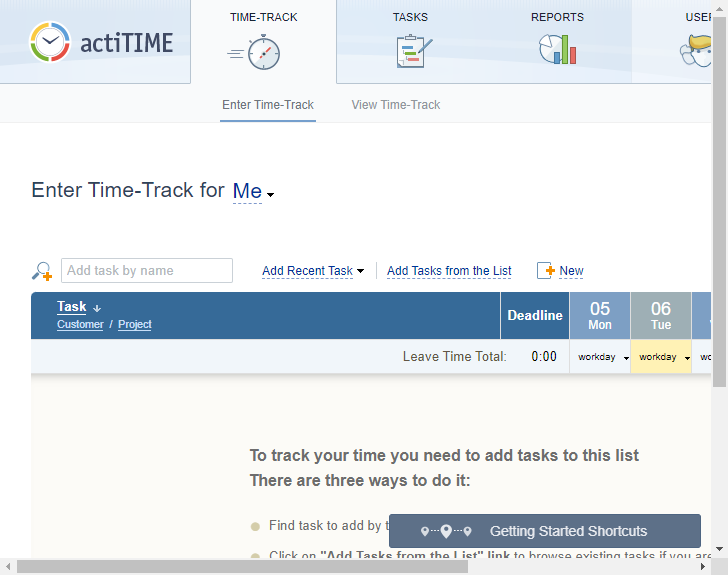 actiTIME
TIME-TRACK
TASKS
REPORTS
USER
Enter Time-Track
View Time-Track
Enter Time-Track for Me
Add task by name
Add Recent Task
Add Tasks from the List
New
Task
Customer / Project
Deadline
05
Mon
06
Tue
Leave Time Total: 0:00
workday
workday
To track your time you need to add tasks to this list
There are three ways to do it:
Find task to add by
Getting Started Shortcuts
Click on "Add Tasks from the List" link to browse existing tasks if you are